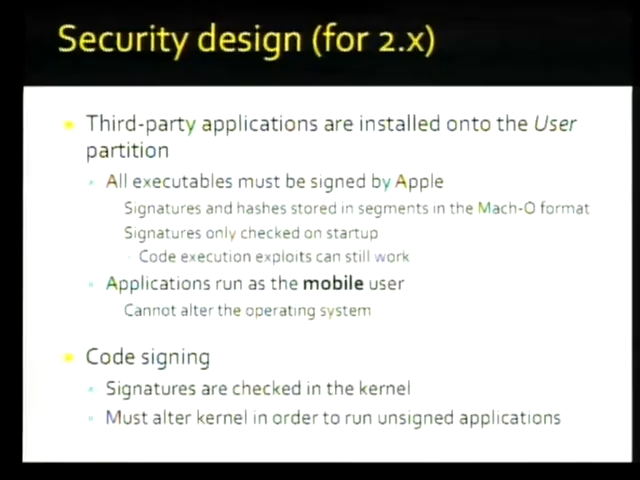 Security design (for 2.x)
Third-party applications are installed onto the User
partition
All executables must be signed by Apple
Signatures and hashes stored in segments in the Mach-O format
Signatures only checked on startup
Code execution exploits can still work
Applications run as the mobile user
Cannot alter the operating system
Code signing
Signatures are checked in the kernel
Must alter kernel in order to run unsigned applications